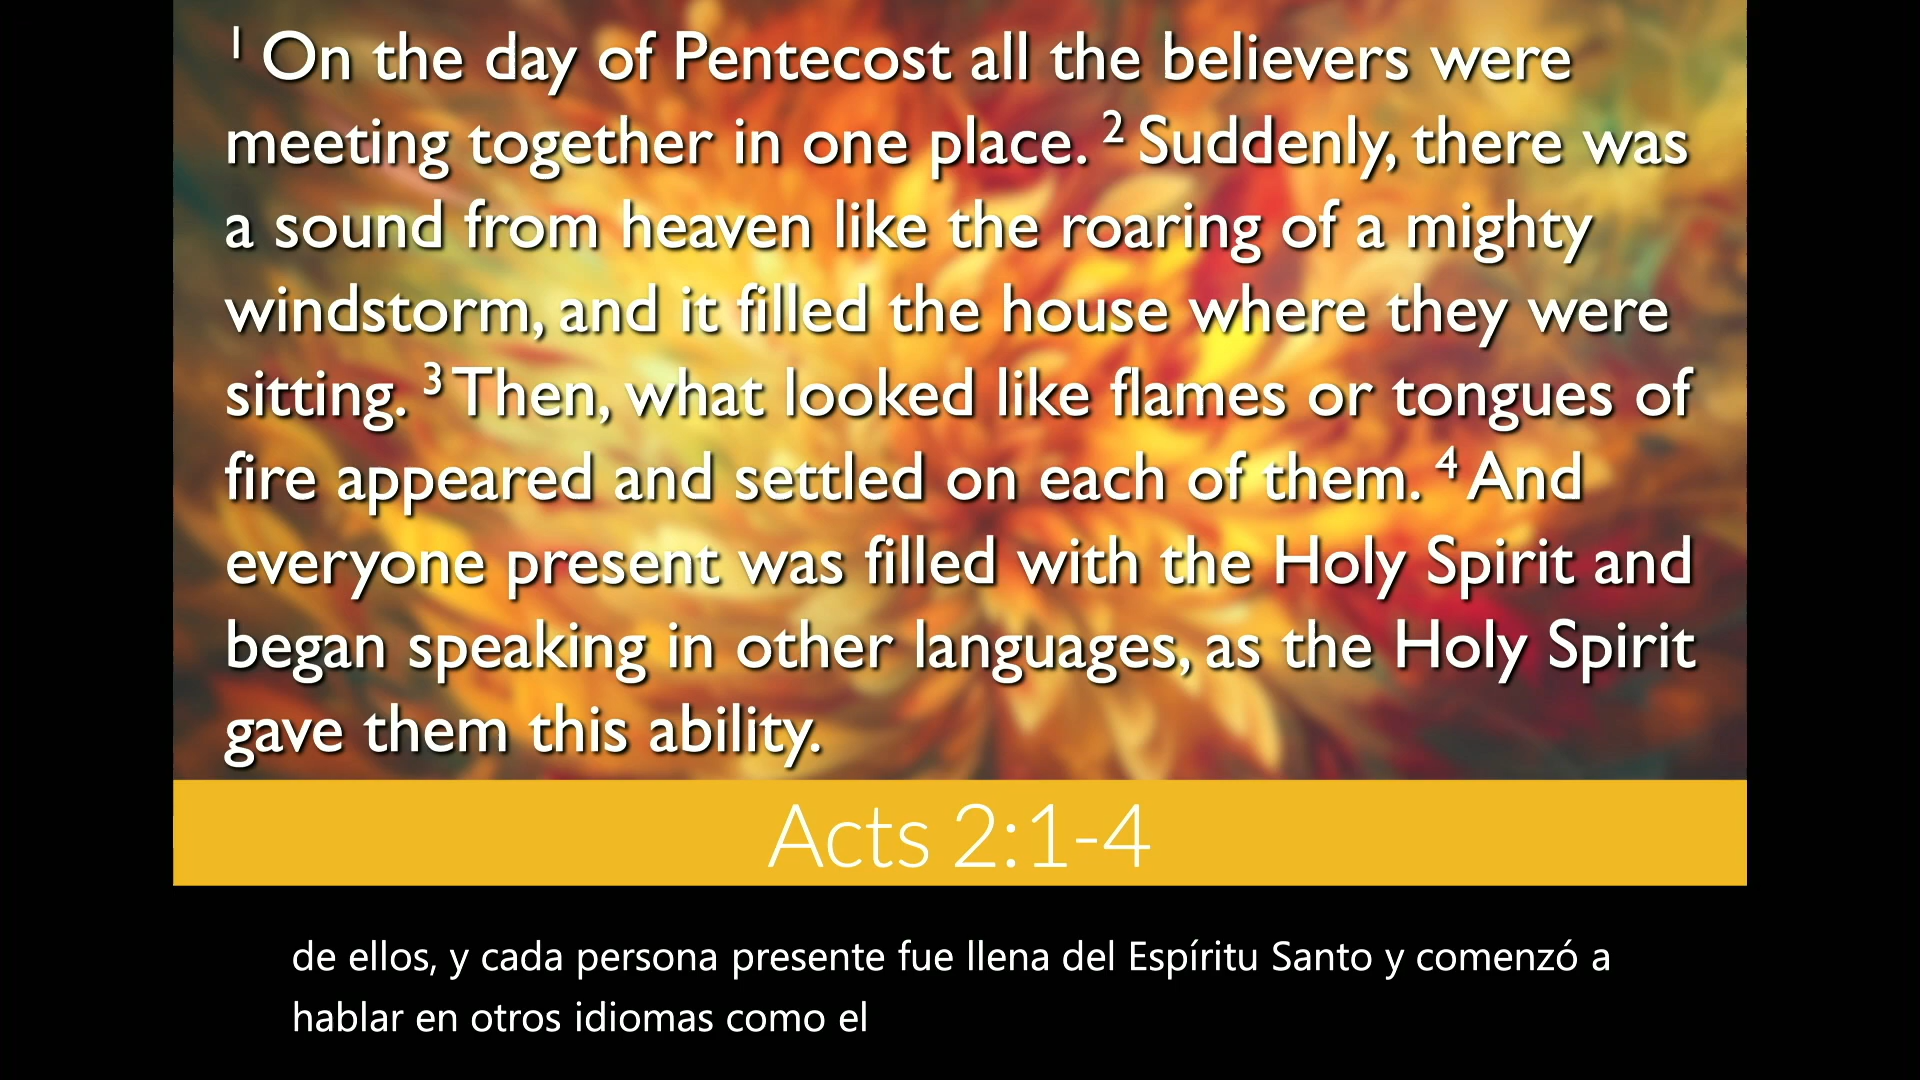 1 On the day of Pentecost all the believers were
meeting together in one place. 2 Suddenly, there was
a sound from heaven like the roaring of a mighty
windstorm, and it filled the house where they were
sitting. 3 Then, what looked like flames or tongues of
fire appeared and settled on each of them. 4 And
everyone present was filled with the Holy Spirit and
began speaking in other languages, as the Holy Spirit
gave them this ability.
Acts 2:1-4
de ellos, y cada persona presente fue llena del Espíritu Santo y comenzó a
hablar en otros idiomas como el